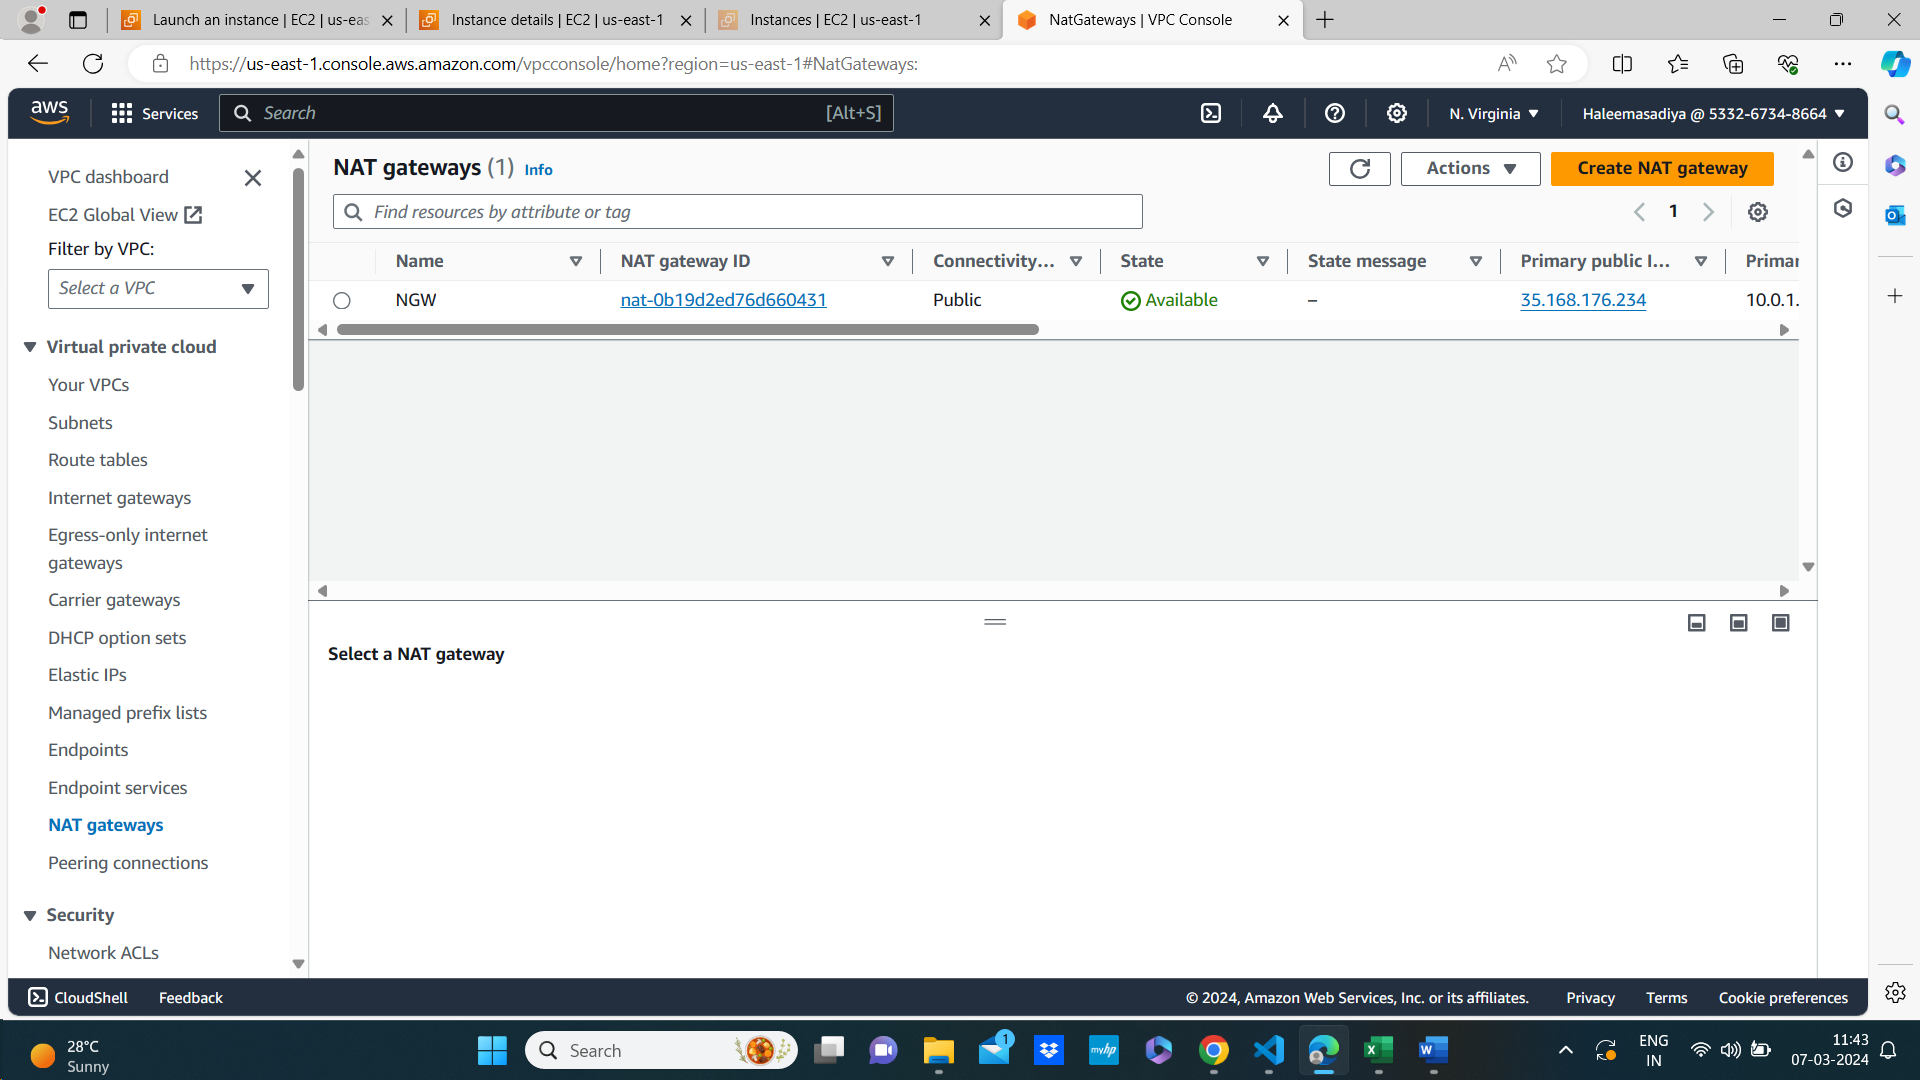 Launch an instance | EC2 | us-eas
Instance details | EC2 | us-east-1
Instances | EC2 | us-east-1
NatGateways | VPC Console
https://us-east-1.console.aws.amazon.com/vpcconsole/home?region=us-east-1#NatGateways:
aws
Services
Search
[Alt+S]
N. Virginia
Haleemasadiya @ 5332-6734-8664
VPC dashboard
EC2 Global View
Filter by VPC:
Select a VPC
Virtual private cloud
Your VPCs
Subnets
Route tables
Internet gateways
Egress-only internet
gateways
Carrier gateways
DHCP option sets
Elastic IPs
Managed prefix lists
Endpoints
Endpoint services
NAT gateways
Peering connections
Security
Network ACLs
NAT gateways (1) Info
Actions
Create NAT gateway
Find resources by attribute or tag
1
Name NAT gateway ID Connectivity... State State message Primary public I... Primar
NGW nat-0b19d2ed76d660431 Public Available – 35.168.176.234 10.0.1.
Select a NAT gateway
CloudShell Feedback © 2024, Amazon Web Services, Inc. or its affiliates. Privacy Terms Cookie preferences
28°C
Sunny
Search
1
myhp
ENG
IN
11:43
07-03-2024